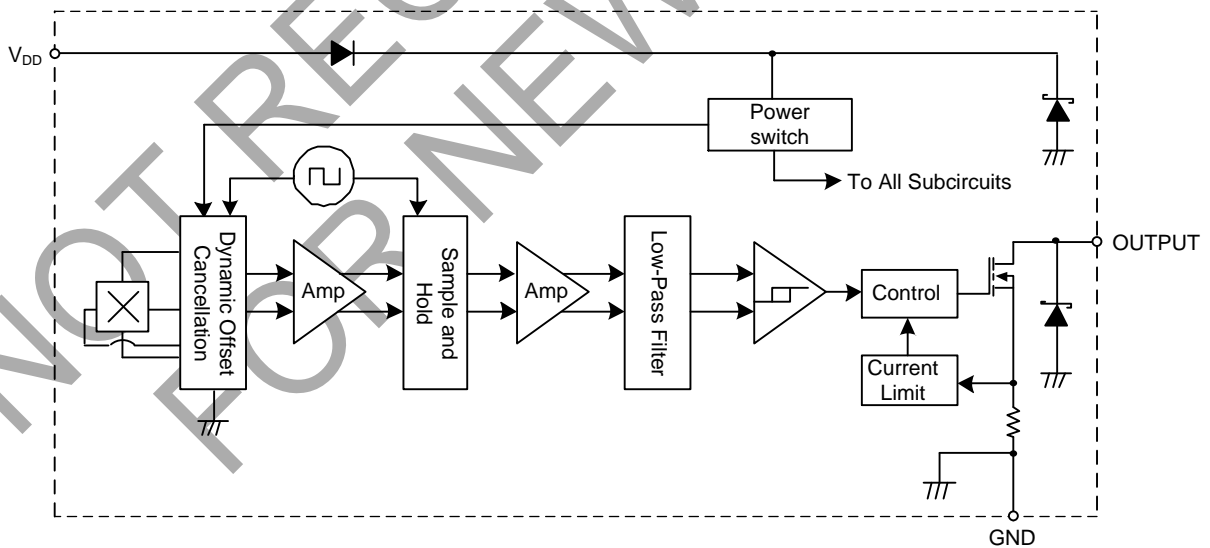 V_DD
Power
switch
To All Subcircuits
OUTPUT
Dynamic Offset
Cancellation
Amp
Sample and
Hold
Amp
Low-Pass Filter
Control
Current
Limit
GND
NOT REC
FOR NEW